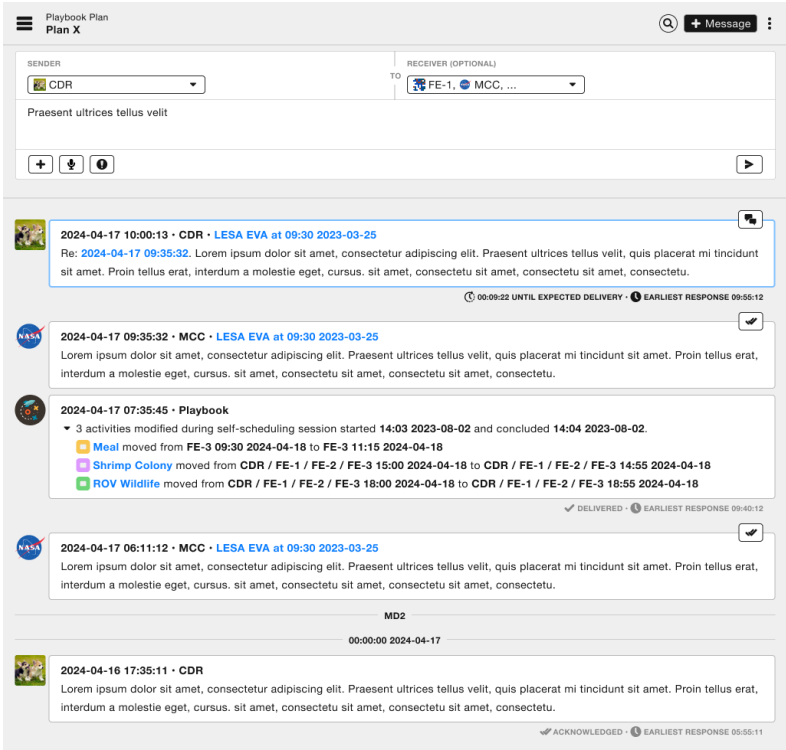 Playbook Plan
Plan X
+ Message
SENDER
RECEIVER (OPTIONAL)
TO
CDR
FE-1, MCC, ...
Praesent ultrices tellus velit
2024-04-17 10:00:13 • CDR • LESA EVA at 09:30 2023-03-25
Re: 2024-04-17 09:35:32. Lorem ipsum dolor sit amet, consectetur adipiscing elit. Praesent ultrices tellus velit, quis placerat mi tincidunt
sit amet. Proin tellus erat, interdum a molestie eget, cursus. sit amet, consectetu sit amet, consectetu sit amet, consectetu.
00:09:22 UNTIL EXPECTED DELIVERY • EARLIEST RESPONSE 09:55:12
NASA
2024-04-17 09:35:32 • MCC • LESA EVA at 09:30 2023-03-25
Lorem ipsum dolor sit amet, consectetur adipiscing elit. Praesent ultrices tellus velit, quis placerat mi tincidunt sit amet. Proin tellus erat,
interdum a molestie eget, cursus. sit amet, consectetu sit amet, consectetu sit amet, consectetu.
2024-04-17 07:35:45 • Playbook
3 activities modified during self-scheduling session started 14:03 2023-08-02 and concluded 14:04 2023-08-02.
Meal moved from FE-3 09:30 2024-04-18 to FE-3 11:15 2024-04-18
Shrimp Colony moved from CDR / FE-1 / FE-2 / FE-3 15:00 2024-04-18 to CDR / FE-1 / FE-2 / FE-3 14:55 2024-04-18
ROV Wildlife moved from CDR / FE-1 / FE-2 / FE-3 18:00 2024-04-18 to CDR / FE-1 / FE-2 / FE-3 18:55 2024-04-18
DELIVERED • EARLIEST RESPONSE 09:40:12
NASA
2024-04-17 06:11:12 • MCC • LESA EVA at 09:30 2023-03-25
Lorem ipsum dolor sit amet, consectetur adipiscing elit. Praesent ultrices tellus velit, quis placerat mi tincidunt sit amet. Proin tellus erat,
interdum a molestie eget, cursus. sit amet, consectetu sit amet, consectetu sit amet, consectetu.
MD2
00:00:00 2024-04-17
2024-04-16 17:35:11 • CDR
Lorem ipsum dolor sit amet, consectetur adipiscing elit. Praesent ultrices tellus velit, quis placerat mi tincidunt sit amet. Proin tellus erat,
interdum a molestie eget, cursus. sit amet, consectetu sit amet, consectetu sit amet, consectetu.
ACKNOWLEDGED • EARLIEST RESPONSE 05:55:11